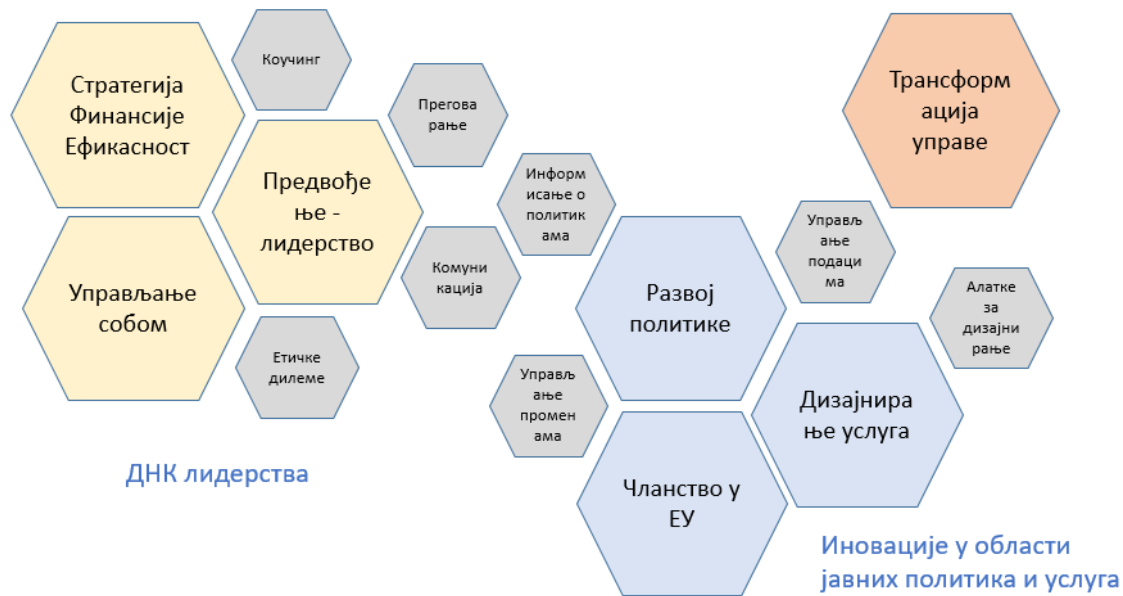 Стратегија
Финансије
Ефикасност
Коучинг
Прегова
рање
Предвође
ње -
лидерство
Информ
исање о
политик
ама
Комуни
кација
Управљање
собом
Етичке
дилеме
ДНК лидерства
Трансформ
ација
управе
Управљ
ање
подаци
ма
Развој
политике
Алатке
за
дизајни
рање
Управљ
ање
промен
ама
Дизајнира
ње услуга
Чланство у
ЕУ
Иновације у области
јавних политика и услуга